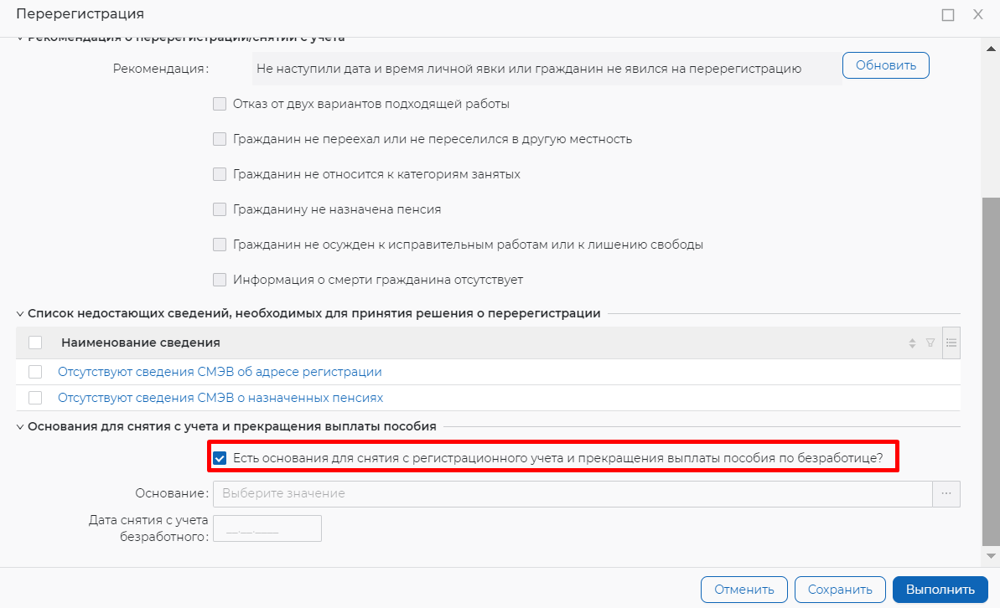 Перерегистрация
Рекомендация о перерегистрации/снятии с учета
Рекомендация:
Не наступили дата и время личной явки или гражданин не явился на перерегистрацию
Обновить
Отказ от двух вариантов подходящей работы
Гражданин не переехал или не переселился в другую местность
Гражданин не относится к категориям занятых
Гражданину не назначена пенсия
Гражданин не осужден к исправительным работам или к лишению свободы
Информация о смерти гражданина отсутствует
Список недостающих сведений, необходимых для принятия решения о перерегистрации
Наименование сведения
Отсутствуют сведения СМЭВ об адресе регистрации
Отсутствуют сведения СМЭВ о назначенных пенсиях
Основания для снятия с учета и прекращения выплаты пособия
Есть основания для снятия с регистрационного учета и прекращения выплаты пособия по безработице?
Основание:
Выберите значение
...
Дата снятия с учета
безработного:
__.__.____
Отменить
Сохранить
Выполнить